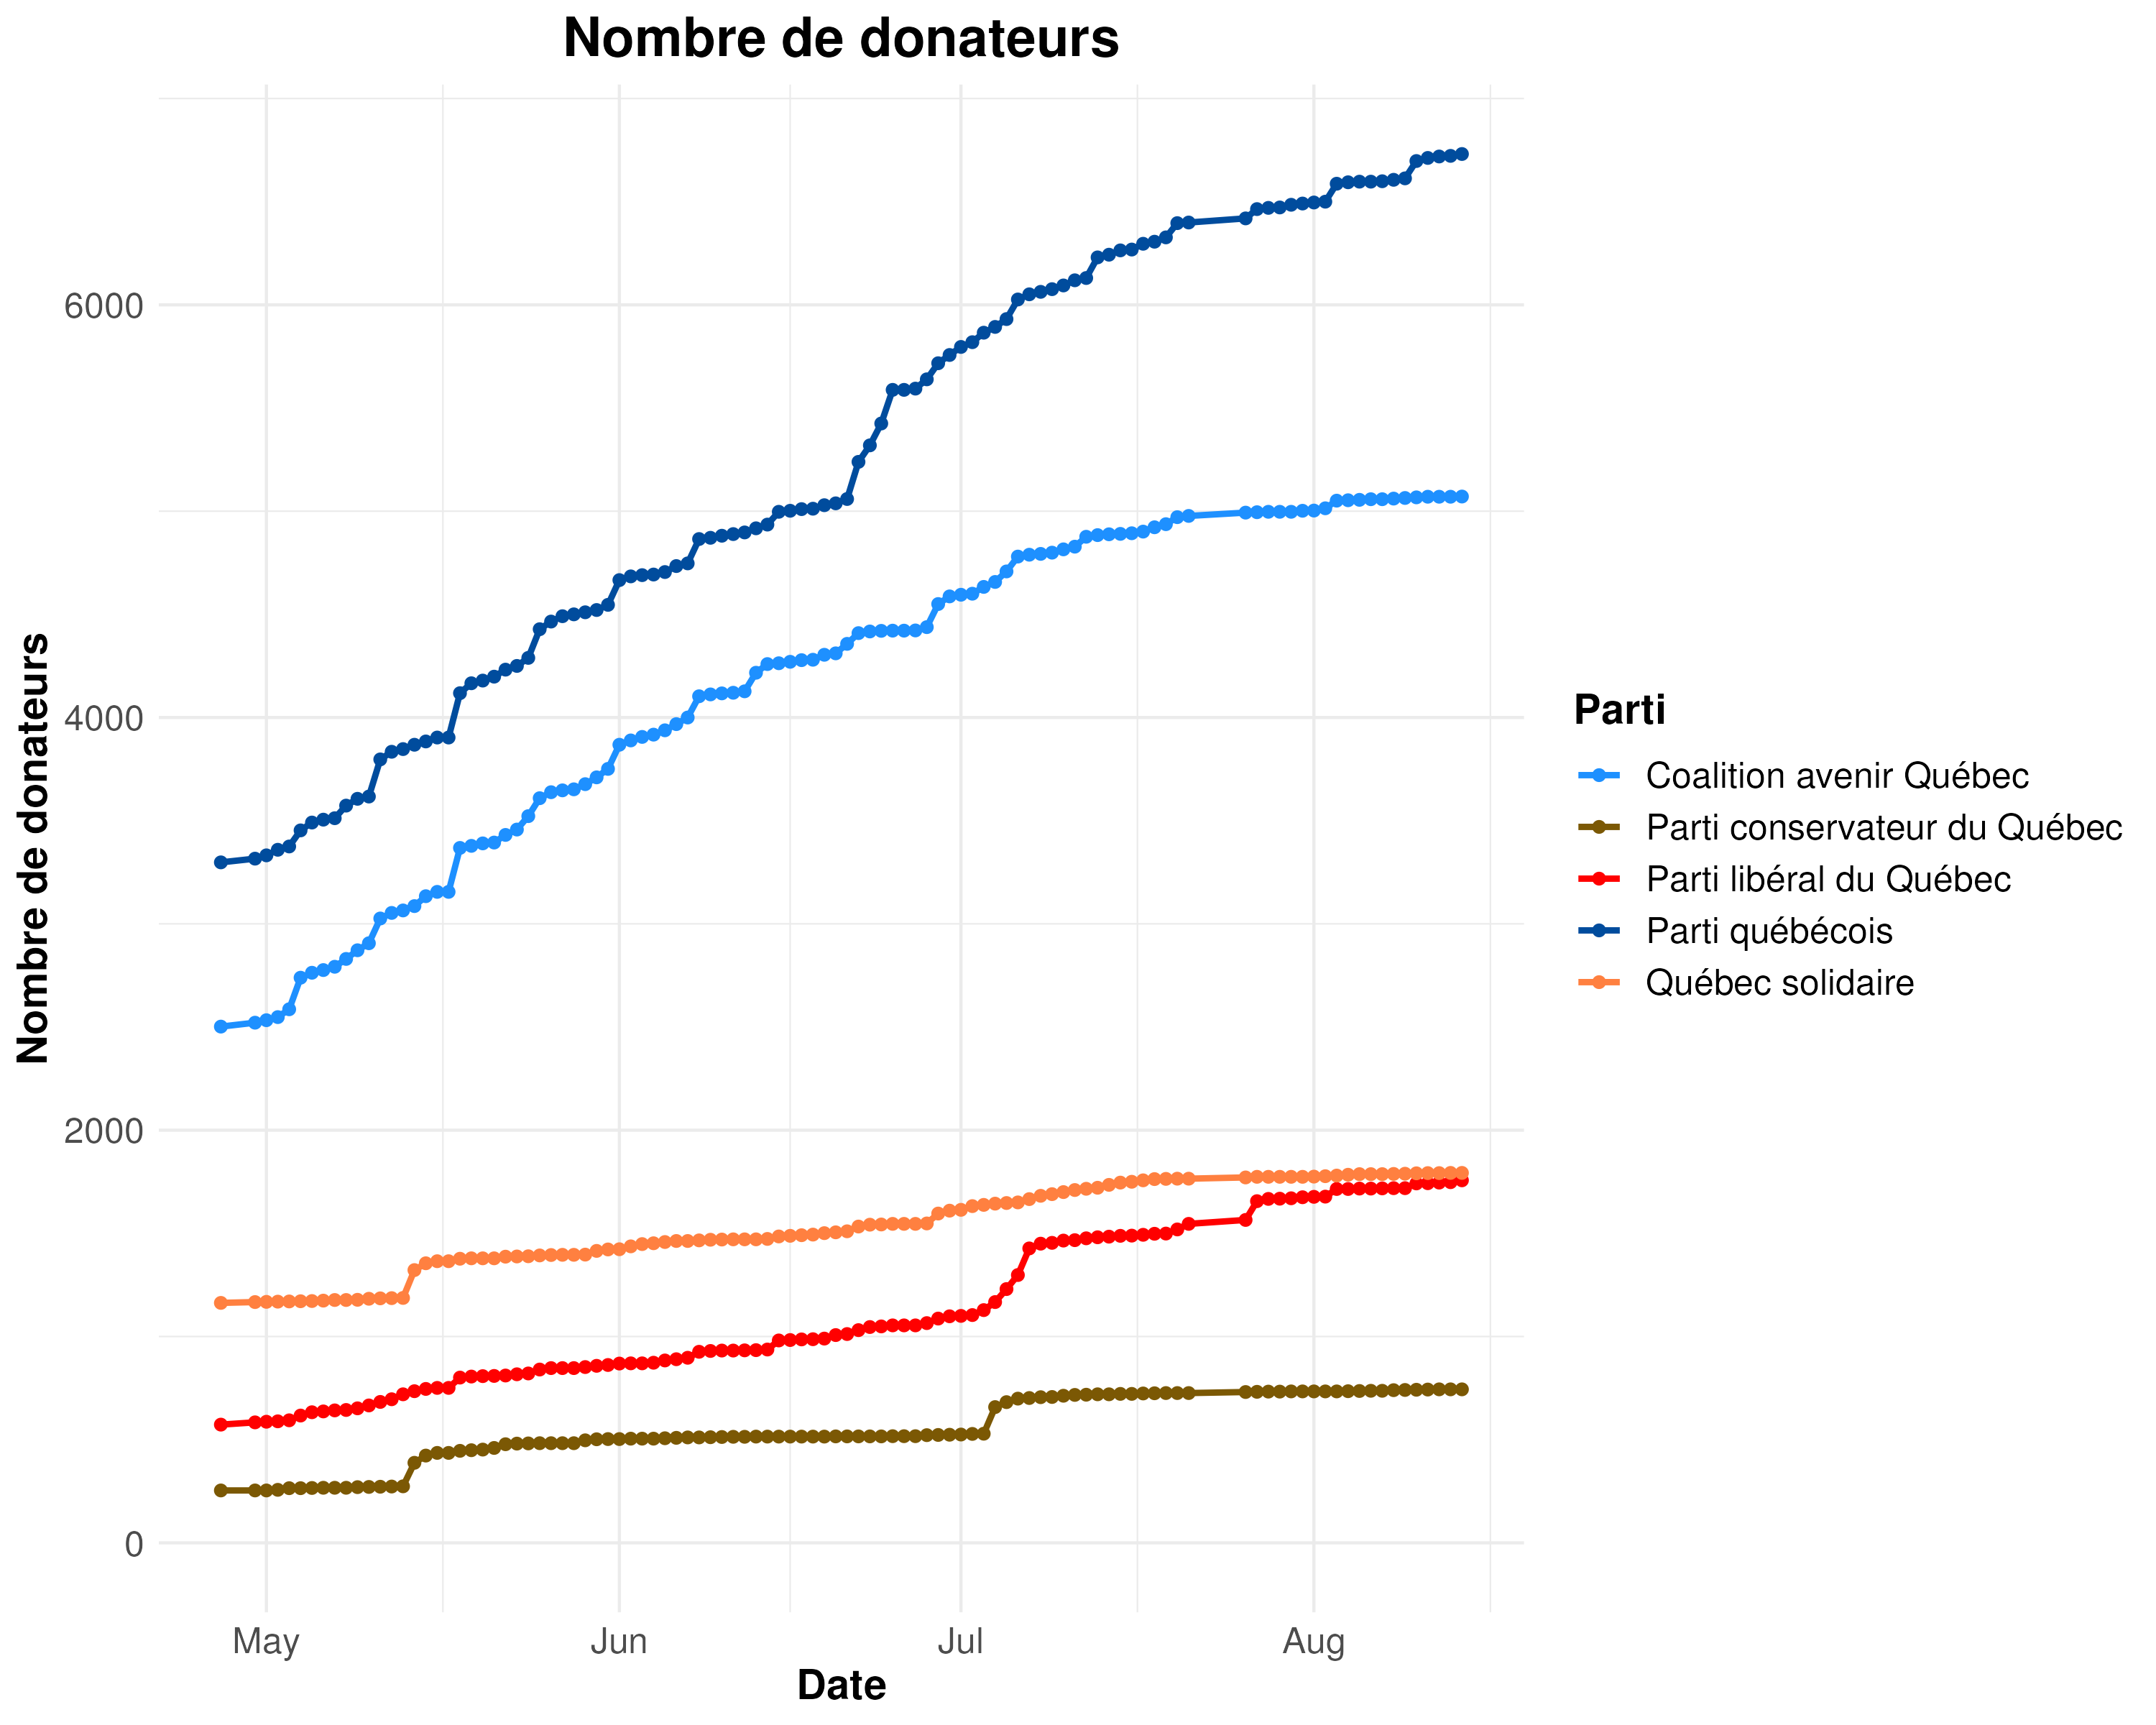 Nombre de donateurs
Nombre de donateurs
6000
4000
2000
0
May
Jun
Jul
Aug
Date
Parti
Coalition avenir Québec
Parti conservateur du Québec
Parti libéral du Québec
Parti québécois
Québec solidaire